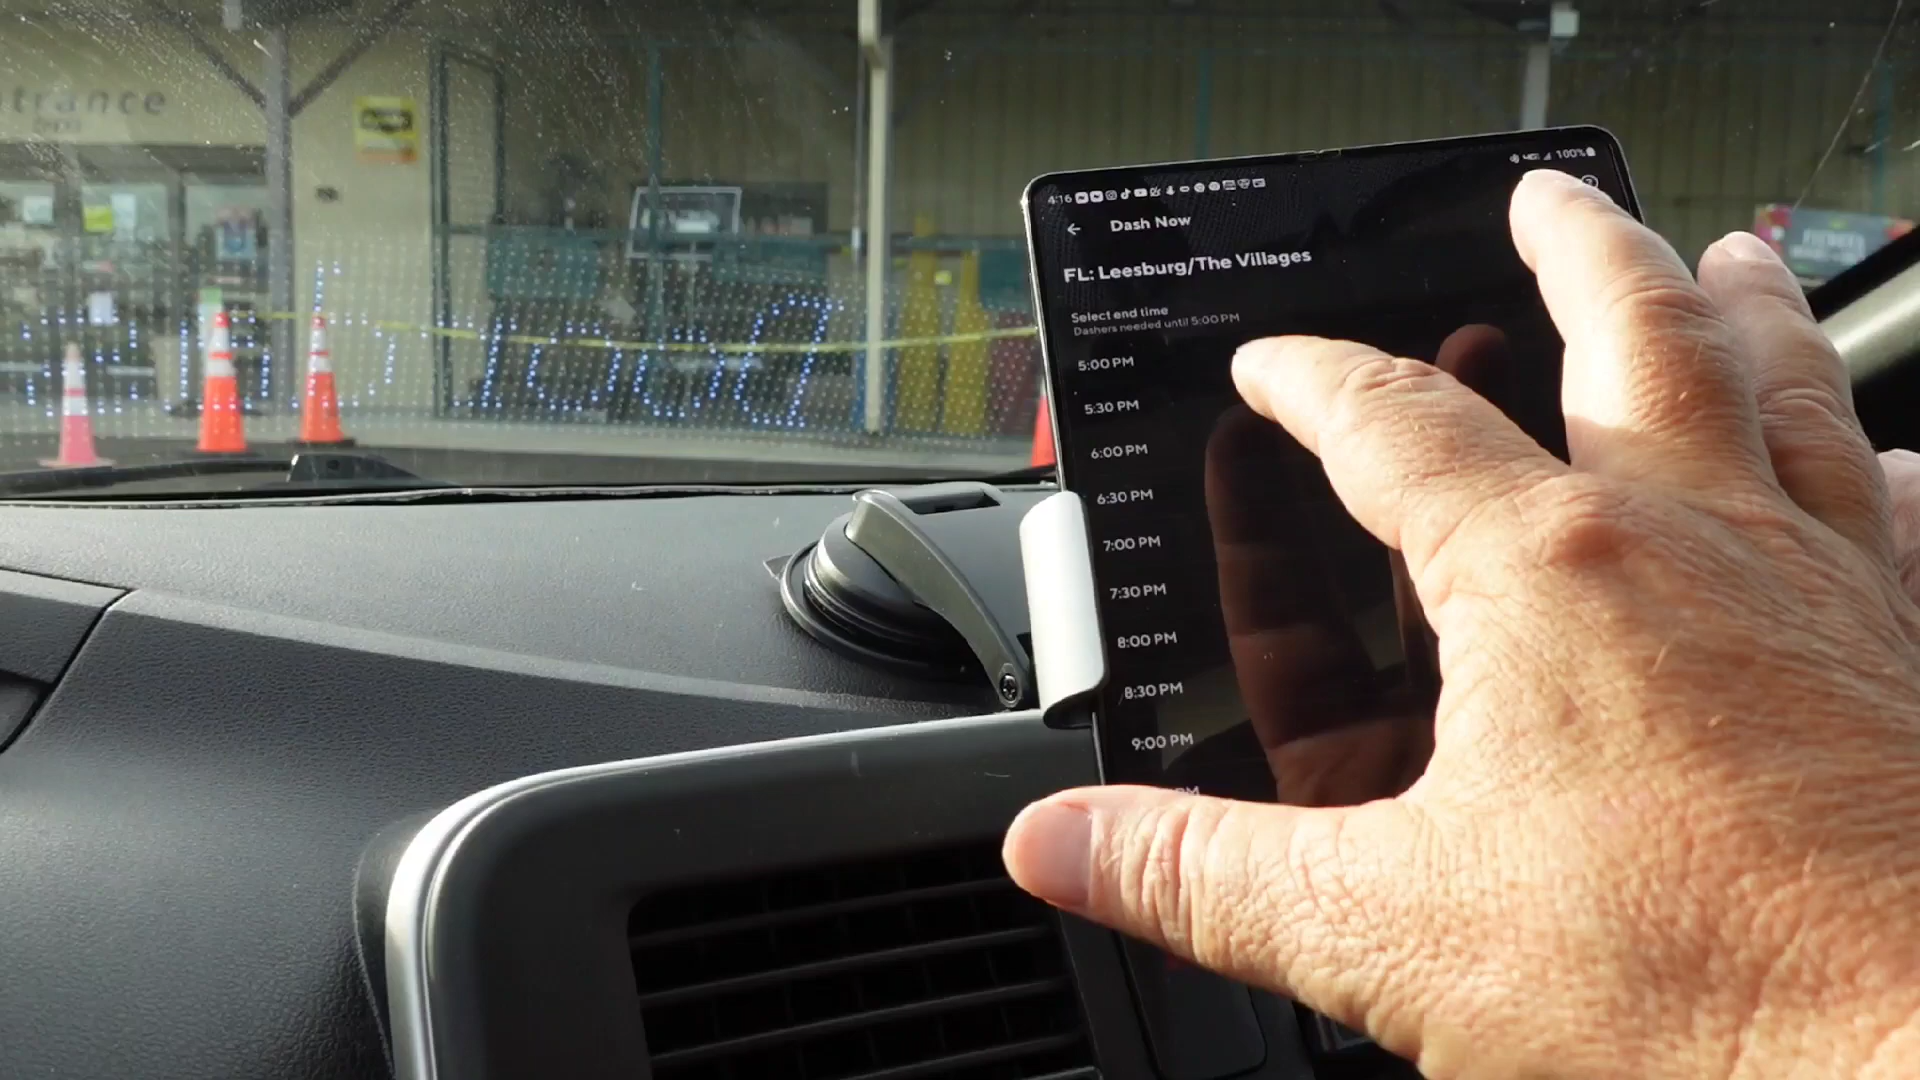 ntrance
4:16
100%
Dash Now
FL: Leesburg/The Villages
Select end time
Dashers needed until 5:00 PM
5:00 PM
5:30 PM
6:00 PM
6:30 PM
7:00 PM
7:30 PM
8:00 PM
8:30 PM
9:00 PM
PM